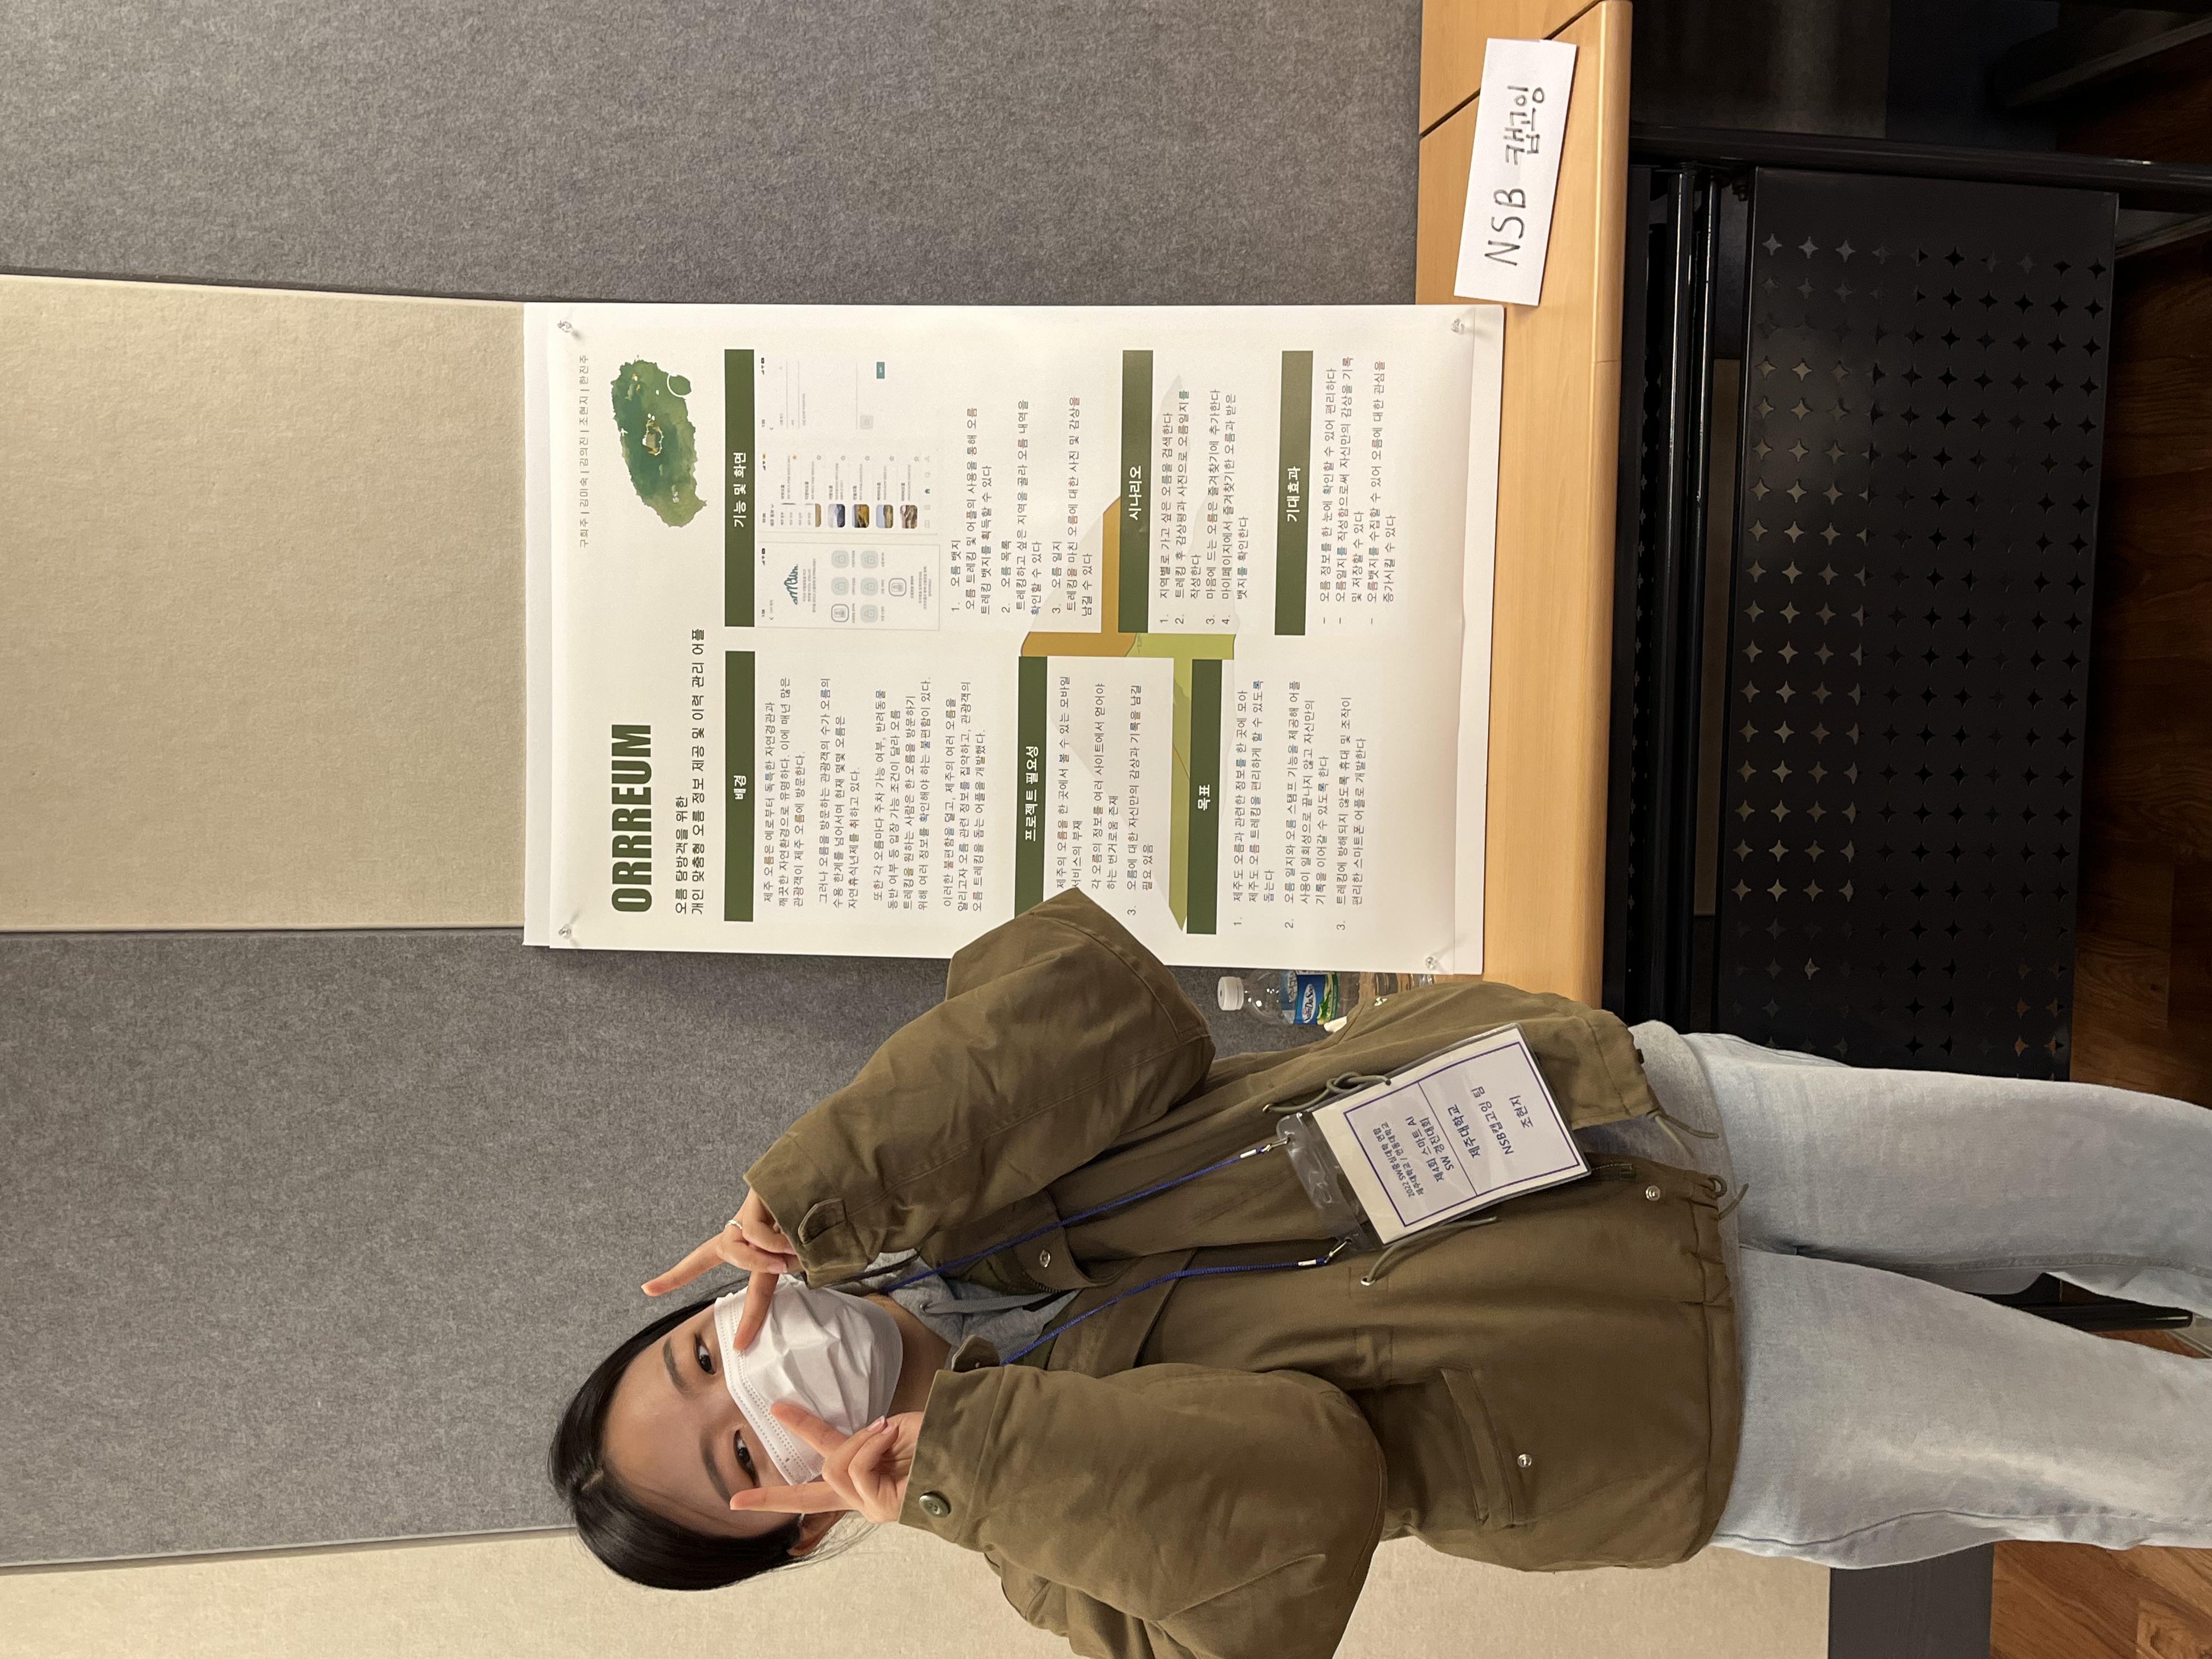 구희주 | 김미숙 | 김의진 | 조현지 | 한진주
ORRREUM
오름 탐방객을 위한
개인 맞춤형 오름 정보 제공 및 이력 관리 어플
배경
제주 오름은 예로부터 독특한 자연경관과
깨끗한 자연환경으로 유명하다. 이에 매년 많은
관광객이 제주 오름에 방문한다.
그러나 오름을 방문하는 관광객의 수가 오름의
수용 한계를 넘어서며 현재 몇몇 오름은
자연휴식년제를 취하고 있다.
또한 각 오름마다 주차 가능 여부, 반려동물
동반 여부 등 입장 가능 조건이 달라 오름
트레킹을 원하는 사람은 한 오름을 방문하기
위해 여러 정보를 확인해야 하는 불편함이 있다.
이러한 불편함을 덜고, 제주의 여러 오름을
알리고자 오름 관련 정보를 집약하고, 관광객의
오름 트레킹을 돕는 어플을 개발했다.
프로젝트 필요성
제주의 오름을 한 곳에서 볼 수 있는 모바일
서비스의 부재
각 오름의 정보를 여러 사이트에서 얻어야
하는 번거로움 존재
3. 오름에 대한 자신만의 감상과 기록을 남길
필요 있음
목표
1. 제주도 오름과 관련한 정보를 한 곳에 모아
제주도 오름 트레킹을 편리하게 할 수 있도록
돕는다
2. 오름 일지와 오름 스탬프 기능을 제공해 어플
사용이 일회성으로 끝나지 않고 자신만의
기록을 이어갈 수 있도록 한다
3. 트레킹에 방해되지 않도록 휴대 및 조작이
편리한 스마트폰 어플로 개발한다
기능 및 화면
1. 오름 뱃지
오름 트레킹 및 어플의 사용을 통해 오름
트레킹 뱃지를 획득할 수 있다
2. 오름 목록
트레킹하고 싶은 지역을 골라 오름 내역을
확인할 수 있다
3. 오름 일지
트레킹을 마친 오름에 대한 사진 및 감상을
남길 수 있다
시나리오
1. 지역별로 가고 싶은 오름을 검색한다
2. 트레킹 후 감상평과 사진으로 오름일지를
작성한다
3. 마음에 드는 오름은 즐겨찾기에 추가한다
4. 마이페이지에서 즐겨찾기한 오름과 받은
뱃지를 확인한다
기대효과
– 오름 정보를 한 눈에 확인할 수 있어 편리하다
– 오름일지를 작성함으로써 자신만의 감상을 기록
및 저장할 수 있다
– 오름뱃지를 수집할 수 있어 오름에 대한 관심을
증가시킬 수 있다
2022 SW중심대학 연합
제주대학교 / 한동대학교
제4회 스마트 AI
SW 경진대회
제주대학교
NSB캡고잉 팀
조현지
NSB 캡고잉